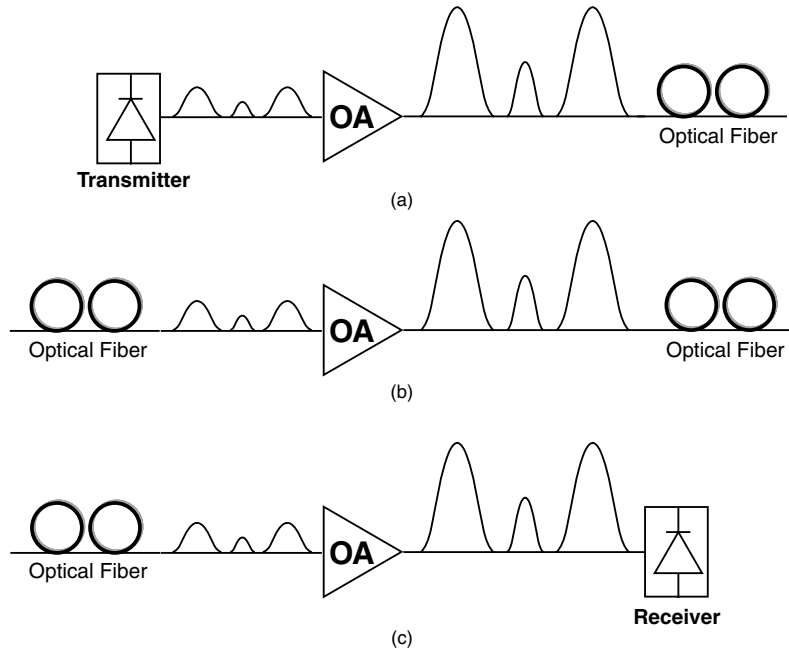 OA
Optical Fiber
Transmitter
(a)
OA
Optical Fiber
Optical Fiber
(b)
OA
Optical Fiber
Receiver
(c)